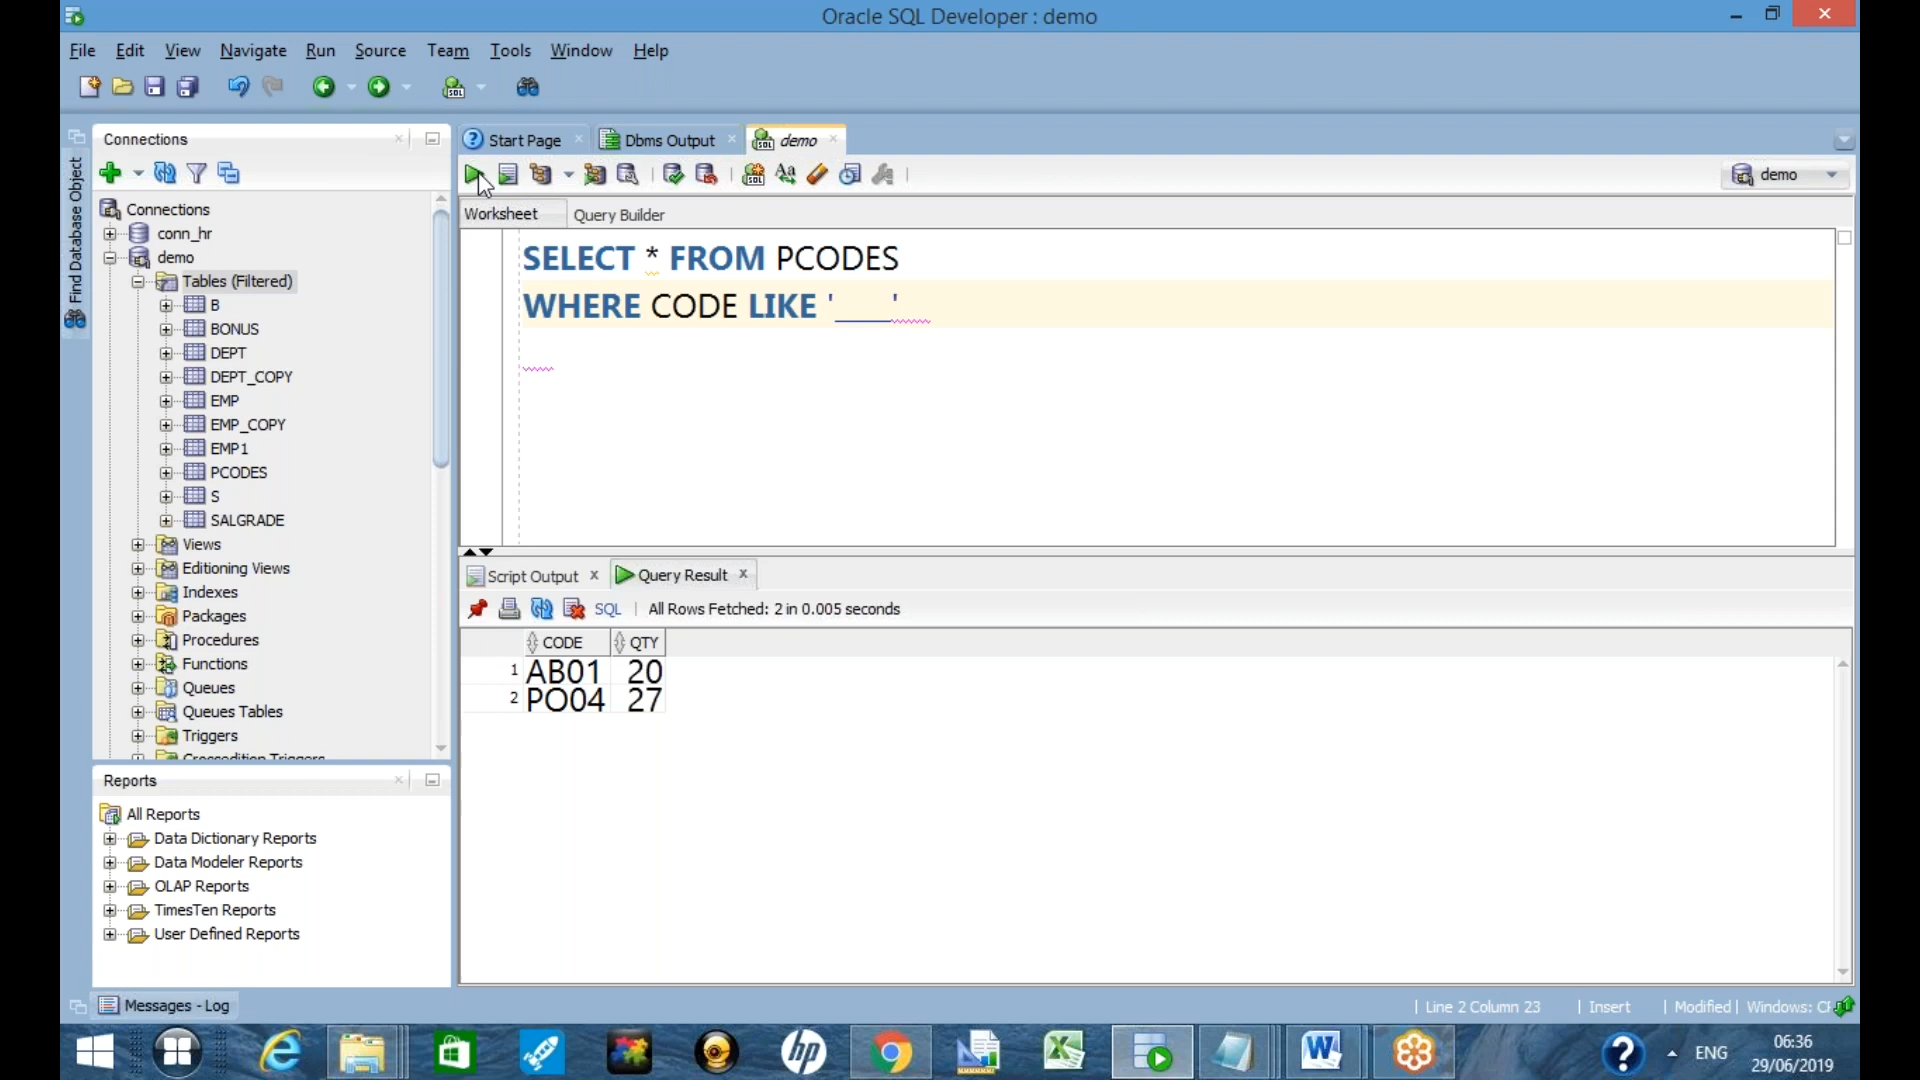 Oracle SQL Developer : demo
File Edit View Navigate Run Source Team Tools Window Help
Find Database Object
Connections
Connections
conn_hr
demo
Tables (Filtered)
B
BONUS
DEPT
DEPT_COPY
EMP
EMP_COPY
EMP1
PCODES
S
SALGRADE
Views
Editioning Views
Indexes
Packages
Procedures
Functions
Queues
Queues Tables
Triggers
Crossedition Triggers
Reports
All Reports
Data Dictionary Reports
Data Modeler Reports
OLAP Reports
TimesTen Reports
User Defined Reports
Start Page Dbms Output demo
demo
Worksheet Query Builder
SELECT * FROM PCODES
WHERE CODE LIKE '____'
Script Output x Query Result x
SQL | All Rows Fetched: 2 in 0.005 seconds
CODE QTY
1 AB01 20
2 PO04 27
Messages - Log
| Line 2 Column 23 | Insert | Modified | Windows: CR
ENG
06:36
29/06/2019